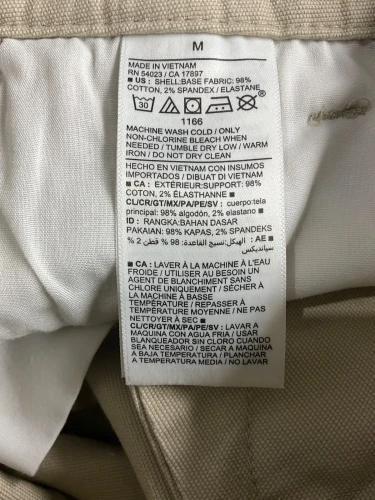 M
MADE IN VIETNAM
RN 54023 / CA 17897
■ US : SHELL:BASE FABRIC: 98%
COTTON, 2% SPANDEX / ELASTANE
30
1166
MACHINE WASH COLD / ONLY
NON-CHLORINE BLEACH WHEN
NEEDED / TUMBLE DRY LOW / WARM
IRON / DO NOT DRY CLEAN
HECHO EN VIETNAM CON INSUMOS
IMPORTADOS / DIBUAT DI VIETNAM
■ CA : EXTÉRIEUR:SUPPORT: 98%
COTON, 2% ÉLASTHANNE ■
CL/CR/GT/MX/PA/PE/SV : cuerpo:tela
principal: 98% algodón, 2% elastano ■
ID : RANGKA:BAHAN DASAR
PAKAIAN: 98% KAPAS, 2% SPANDEKS
■ AE : الهيكل:نسيج القاعدة: 98 % قطن 2 %
سبانديكس
■ CA : LAVER À LA MACHINE À L'EAU
FROIDE / UTILISER AU BESOIN UN
AGENT DE BLANCHIMENT SANS
CHLORE UNIQUEMENT / SÉCHER À
LA MACHINE À BASSE
TEMPÉRATURE / REPASSER À
TEMPÉRATURE MOYENNE / NE PAS
NETTOYER À SEC ■
CL/CR/GT/MX/PA/PE/SV : LAVAR A
MAQUINA CON AGUA FRIA / USAR
BLANQUEADOR SIN CLORO CUANDO
SEA NECESARIO / SECAR A MAQUINA
A BAJA TEMPERATURA / PLANCHAR
A TEMPERATURA MEDIA / NO LAVAR